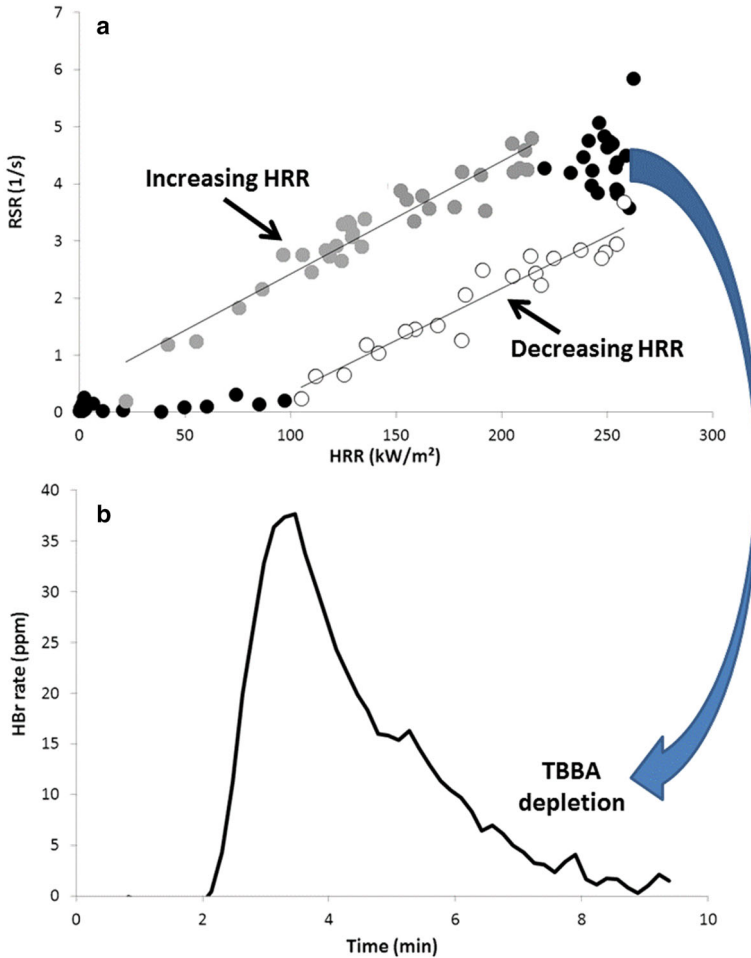 a
7
6
5
4
3
2
1
0
RSR (1/s)
Increasing HRR
Decreasing HRR
0 50 100 150 200 250 300
HRR (kW/m²)
b
40
35
30
25
20
15
10
5
0
HBr rate (ppm)
TBBA
depletion
0 2 4 6 8 10
Time (min)